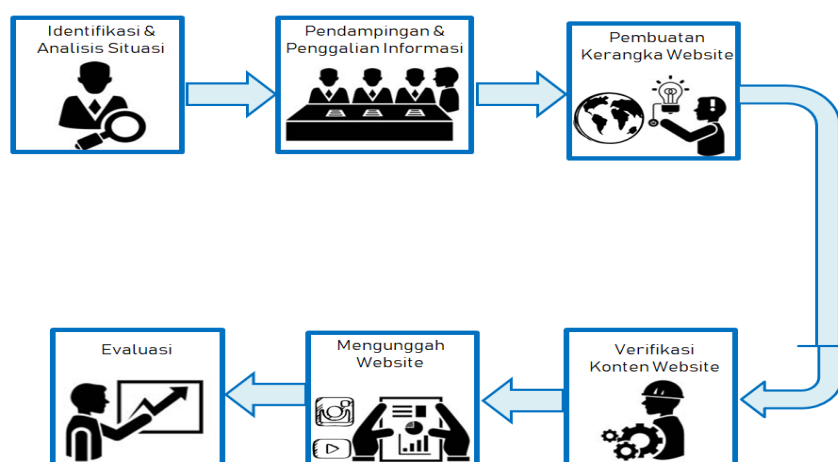 Identifikasi &
Analisis Situasi
Pendampingan &
Penggalian Informasi
Pembuatan
Kerangka Website
Verifikasi
Konten Website
Mengunggah
Website
Evaluasi